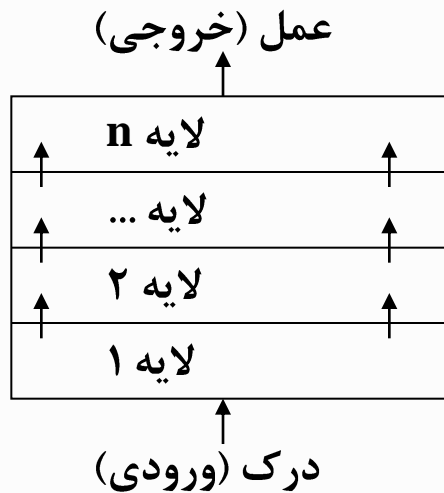 عمل (خروجی)
لایه n
لایه ...
لایه ۲
لایه ۱
درک (ورودی)